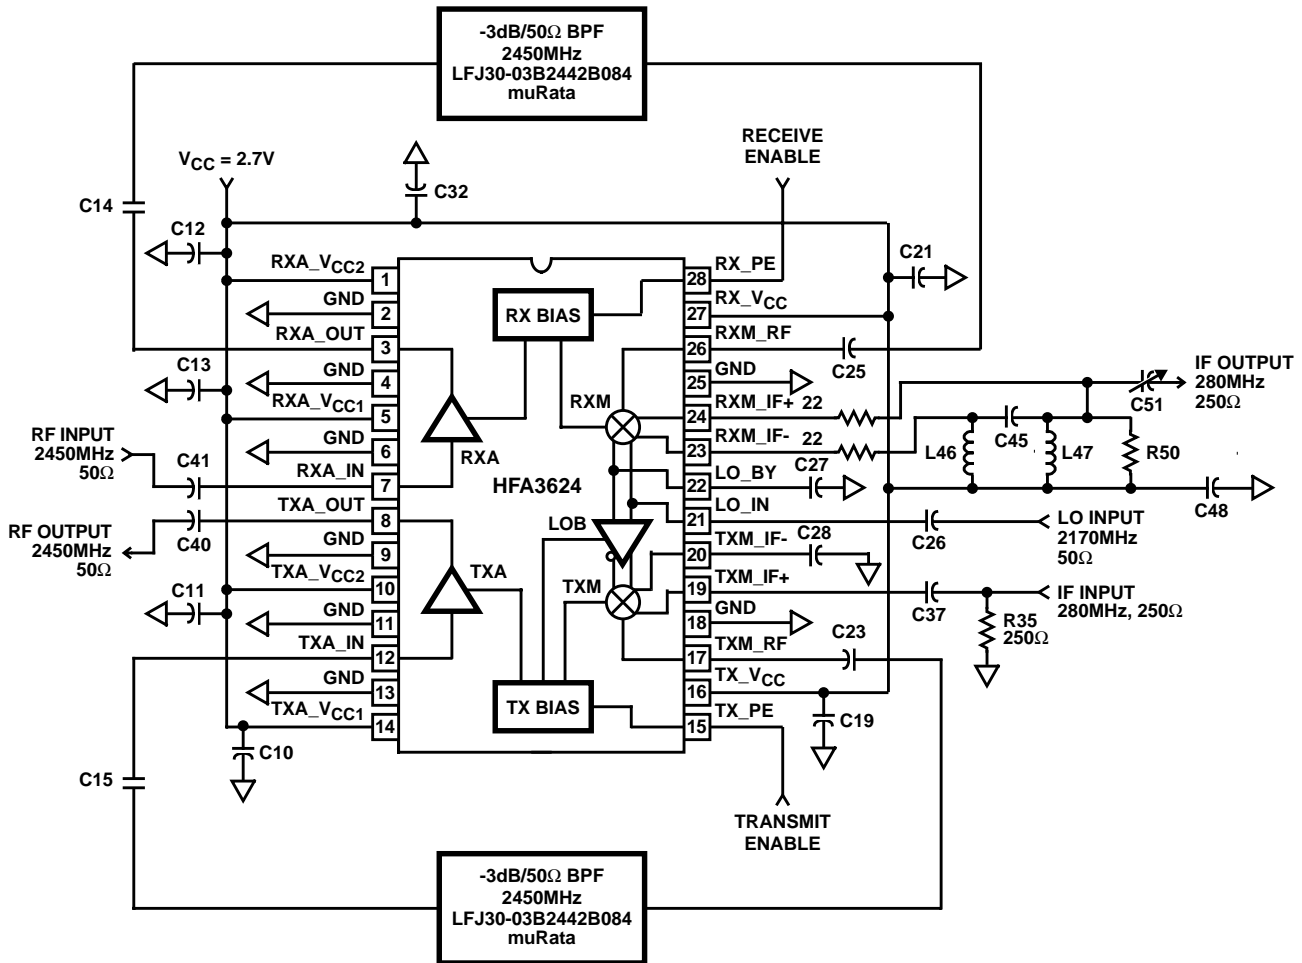 -3dB/50Ω BPF
2450MHz
LFJ30-03B2442B084
muRata
RECEIVE
ENABLE
VCC = 2.7V
C32
C14
C12
C21
RXA_VCC2
1
28
RX_PE
GND
2
RX BIAS
27
RX_VCC
RXA_OUT
3
26
RXM_RF
C25
C13
GND
4
25
GND
IF OUTPUT
280MHz
250Ω
C51
RXA_VCC1
5
RXM
24
RXM_IF+
22
RF INPUT
2450MHz
50Ω
GND
6
RXA
23
RXM_IF-
22
L46
C45
L47
R50
C41
RXA_IN
7
HFA3624
22
LO_BY
C27
C48
TXA_OUT
8
LOB
21
LO_IN
C26
LO INPUT
2170MHz
50Ω
RF OUTPUT
2450MHz
50Ω
C40
GND
9
20
TXM_IF-
C28
TXA_VCC2
10
TXA
TXM
19
TXM_IF+
C37
IF INPUT
280MHz, 250Ω
C11
GND
11
18
GND
R35
250Ω
TXA_IN
12
17
TXM_RF
C23
GND
13
16
TX_VCC
C19
TXA_VCC1
14
TX BIAS
15
TX_PE
C10
C15
TRANSMIT
ENABLE
-3dB/50Ω BPF
2450MHz
LFJ30-03B2442B084
muRata